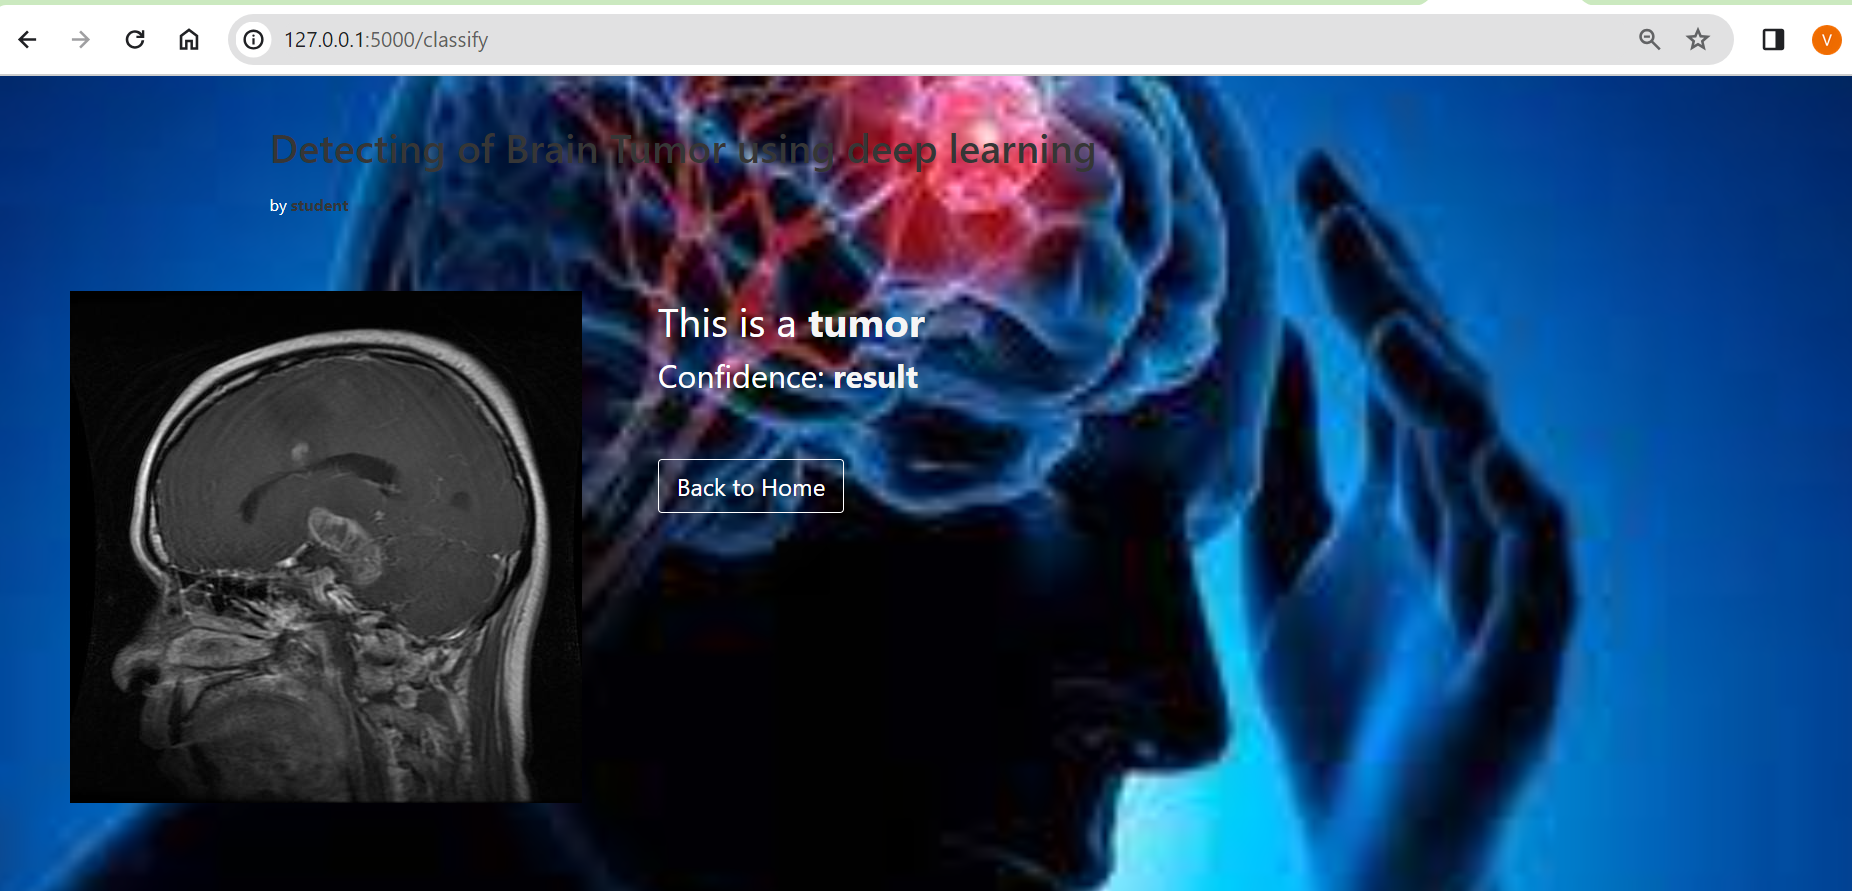 127.0.0.1:5000/classify
V
Detecting of Brain Tumor using deep learning
by student
This is a tumor
Confidence: result
Back to Home